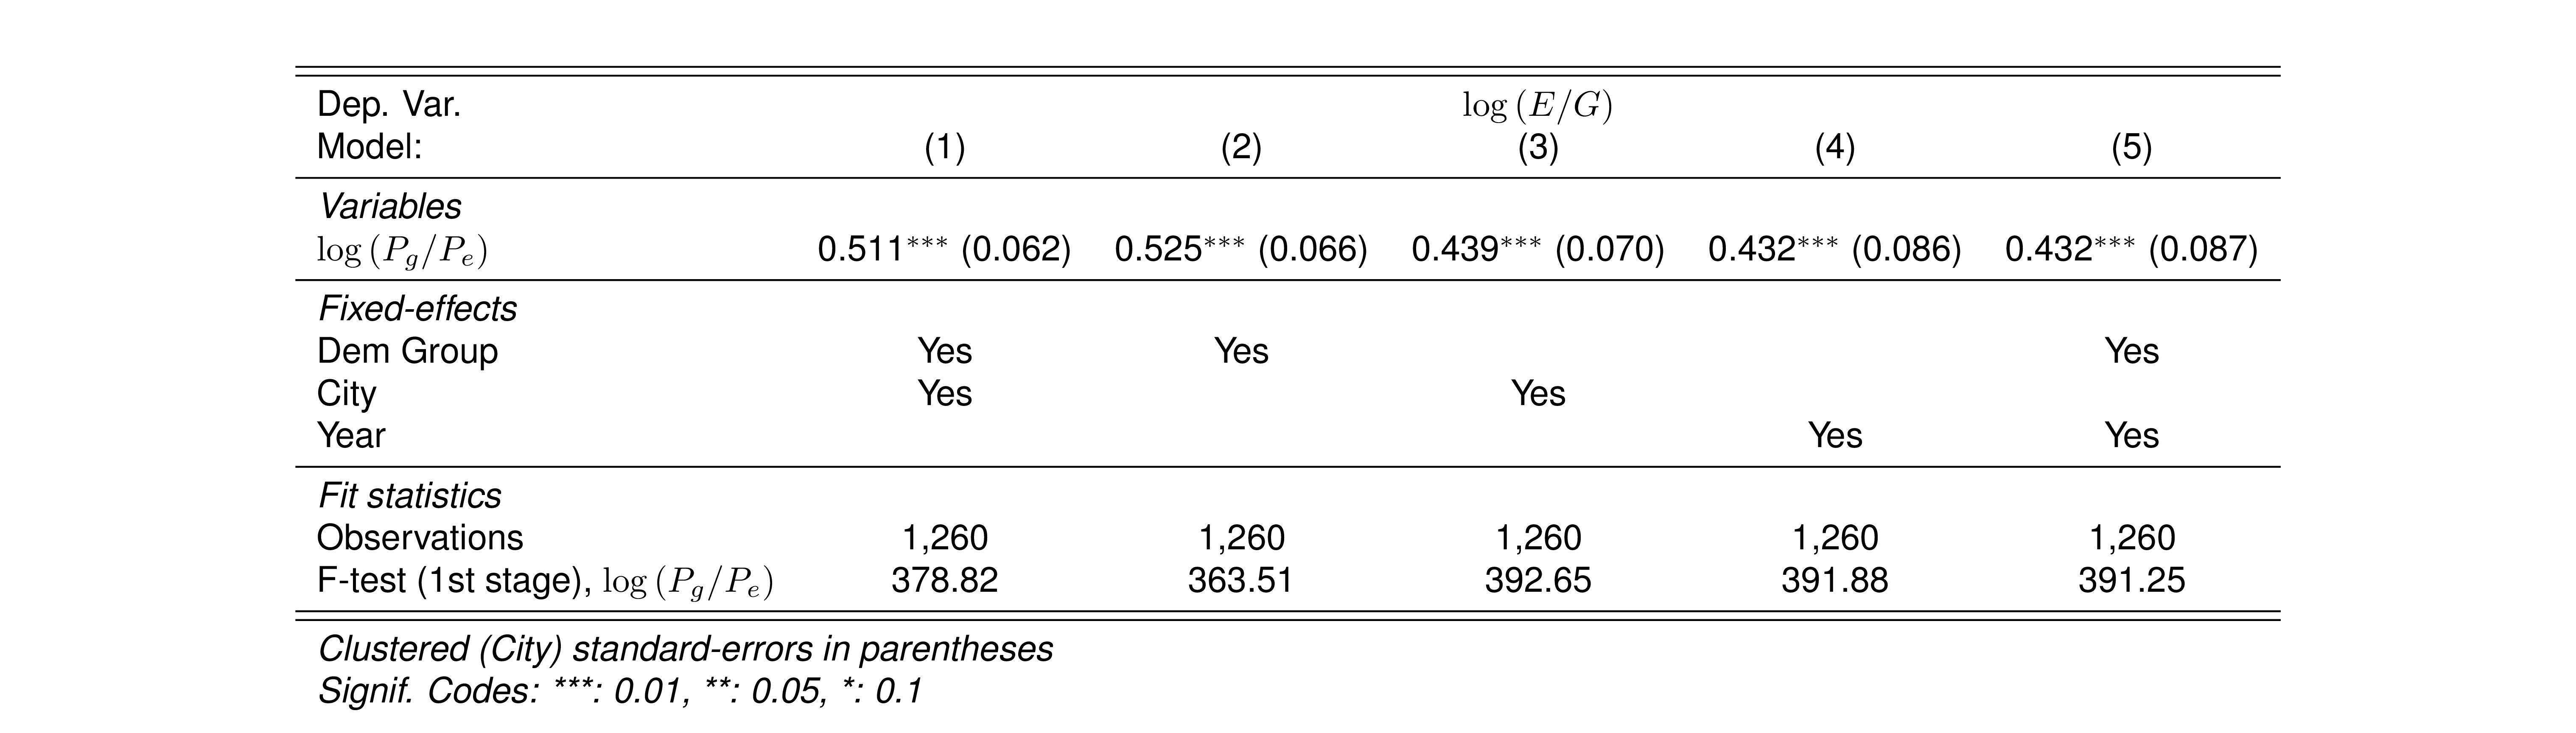 Dep. Var. log (E/G)
Model: (1) (2) (3) (4) (5)
Variables
log (P_g/P_e) 0.511*** (0.062) 0.525*** (0.066) 0.439*** (0.070) 0.432*** (0.086) 0.432*** (0.087)
Fixed-effects
Dem Group Yes Yes Yes
City Yes Yes
Year Yes Yes
Fit statistics
Observations 1,260 1,260 1,260 1,260 1,260
F-test (1st stage), log (P_g/P_e) 378.82 363.51 392.65 391.88 391.25
Clustered (City) standard-errors in parentheses
Signif. Codes: ***: 0.01, **: 0.05, *: 0.1